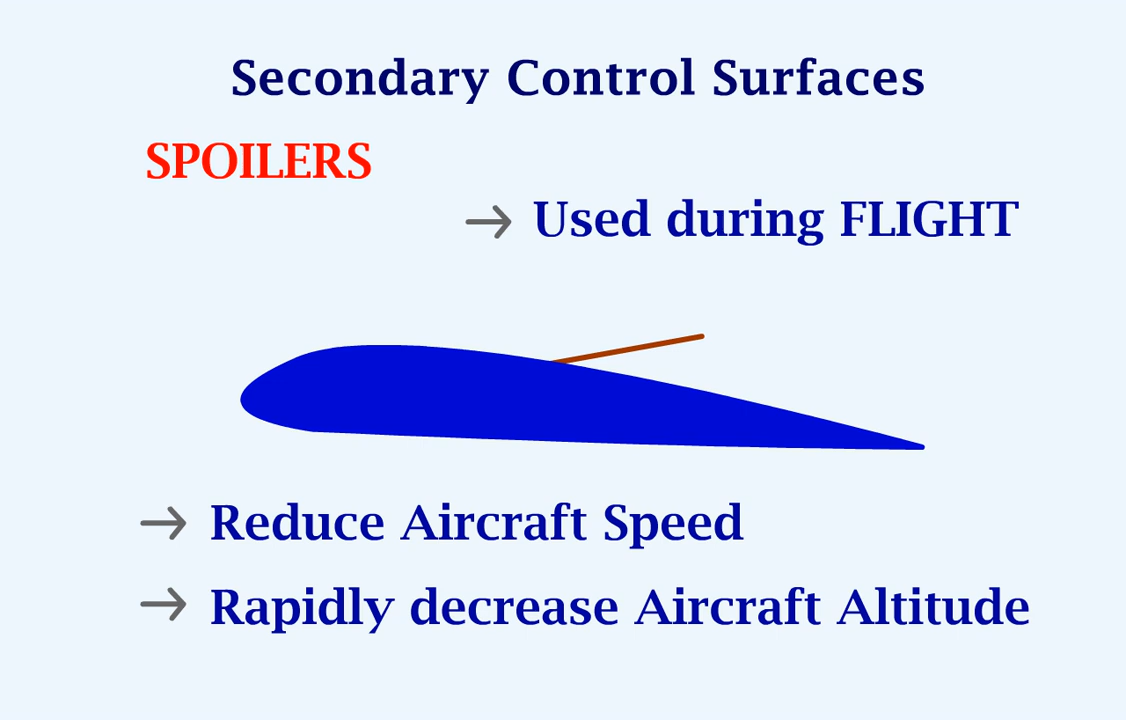 Secondary Control Surfaces
SPOILERS
→ Used during FLIGHT
→ Reduce Aircraft Speed
→ Rapidly decrease Aircraft Altitude